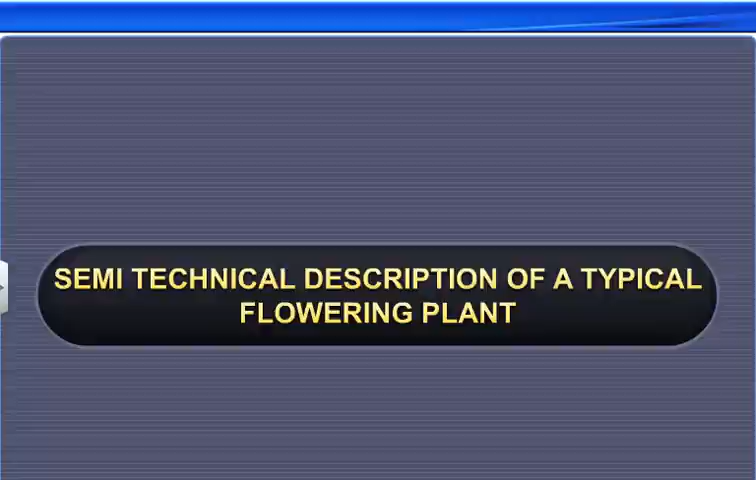 SEMI TECHNICAL DESCRIPTION OF A TYPICAL
FLOWERING PLANT